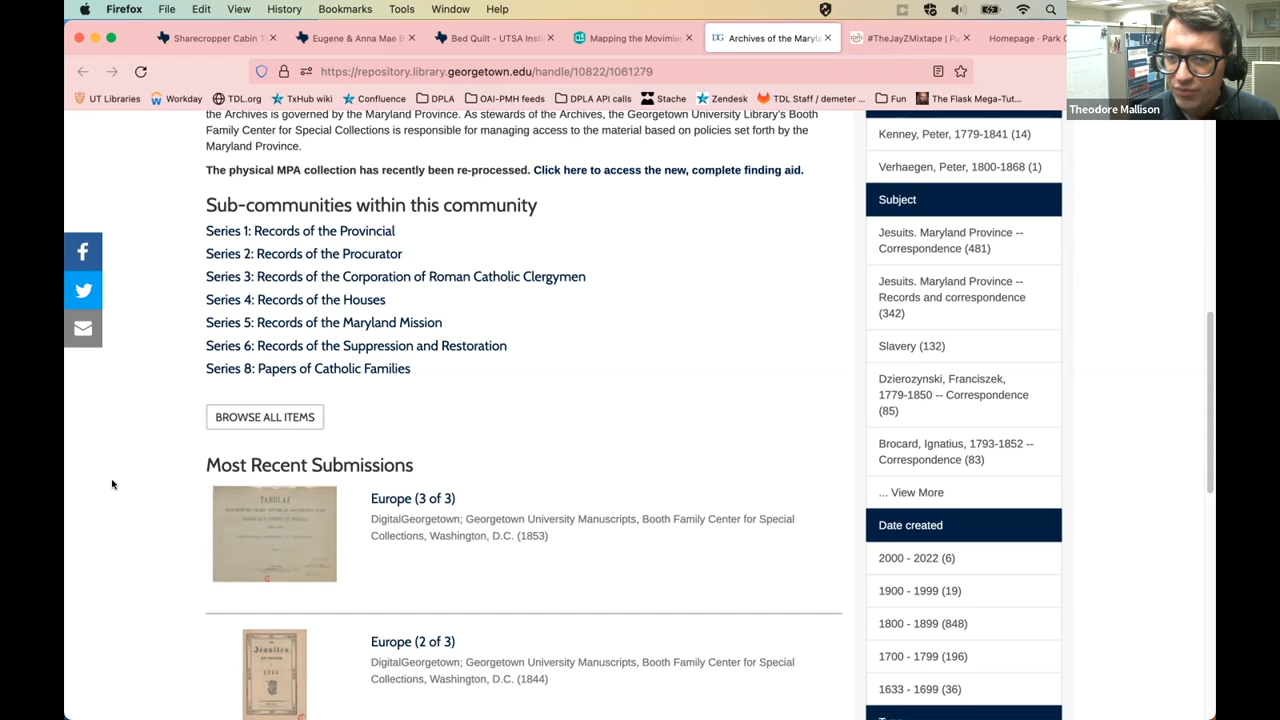 Firefox File Edit View History Bookmarks Tools Window Help
Sharecropper Cabin
Eugene & Anna Mae B
Bed Quilt - UTSA Insti
Mapping the Movimie
DG Archives of the Maryla
#TheJayZMixtape | Pu
Homepage - Park C
https://repository.library.georgetown.edu/handle/10822/1061279
UT Libraries Workday TDL.org TxHub wiki Confluence DPLA OAI-PMH feeds DPLA API calls Stache Zendesk TDL Staff / demeter ... Fun The Flask Mega-Tut...
Theodore Mallison
the Archives is governed by the Maryland Province. As stewards of the Archives, the Georgetown University Library's Booth
Family Center for Special Collections is responsible for managing access to the material based on policies set forth by the
Maryland Province.
The physical MPA collection has recently been re-processed. Click here to access the new, complete finding aid.
Sub-communities within this community
Series 1: Records of the Provincial
Series 2: Records of the Procurator
Series 3: Records of the Corporation of Roman Catholic Clergymen
Series 4: Records of the Houses
Series 5: Records of the Maryland Mission
Series 6: Records of the Suppression and Restoration
Series 8: Papers of Catholic Families
BROWSE ALL ITEMS
Most Recent Submissions
TABULAE
Europe (3 of 3)
DigitalGeorgetown; Georgetown University Manuscripts, Booth Family Center for Special
Collections, Washington, D.C. (1853)
Jésuites
Europe (2 of 3)
DigitalGeorgetown; Georgetown University Manuscripts, Booth Family Center for Special
Collections, Washington, D.C. (1844)
Kenney, Peter, 1779-1841 (14)
Verhaegen, Peter, 1800-1868 (1)
Subject
Jesuits. Maryland Province --
Correspondence (481)
Jesuits. Maryland Province --
Records and correspondence
(342)
Slavery (132)
Dzierozynski, Franciszek,
1779-1850 -- Correspondence
(85)
Brocard, Ignatius, 1793-1852 --
Correspondence (83)
... View More
Date created
2000 - 2022 (6)
1900 - 1999 (19)
1800 - 1899 (848)
1700 - 1799 (196)
1633 - 1699 (36)